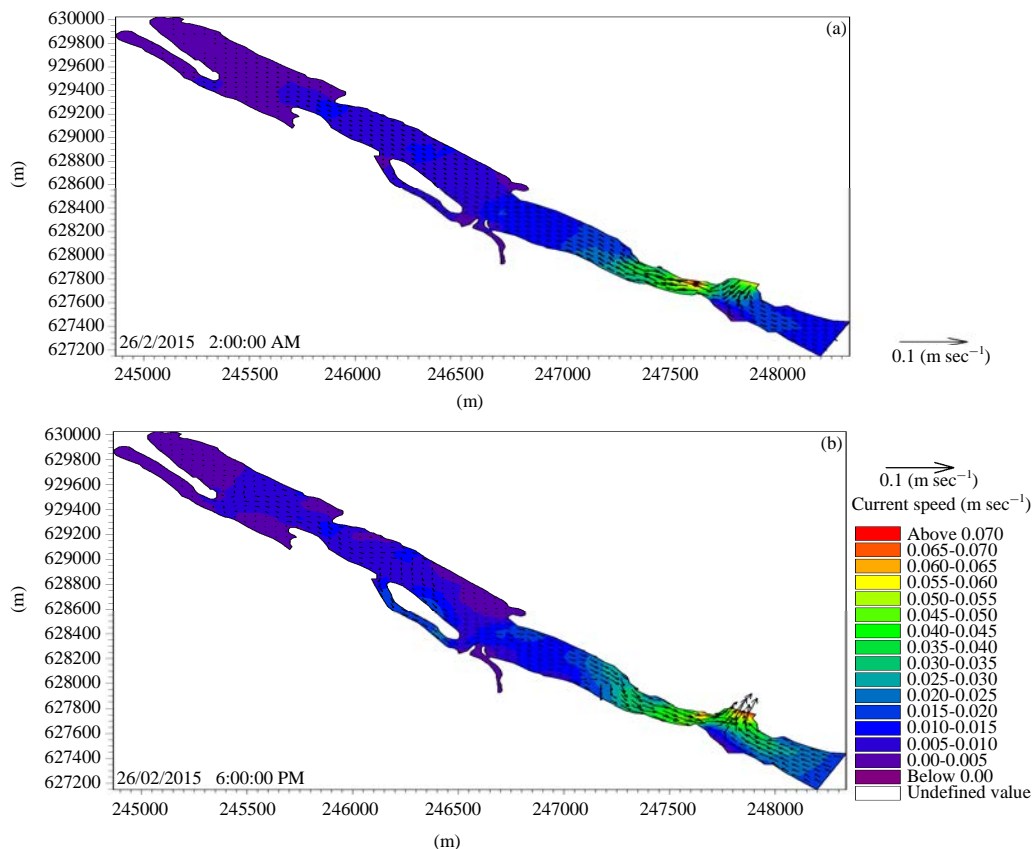 (a)
630000
629800
929600
629400
629200
629000
628800
628600
628400
628200
628000
627800
627600
627400
627200
(m)
26/2/2015 2:00:00 AM
245000 245500 246000 246500 247000 247500 248000
(m)
0.1 (m sec−1)
(b)
630000
629800
929600
929400
629200
629000
628800
628600
628400
628200
628000
627800
627600
627400
627200
(m)
26/02/2015 6:00:00 PM
245000 245500 246000 246500 247000 247500 248000
(m)
0.1 (m sec−1)
Current speed (m sec−1)
Above 0.070
0.065-0.070
0.060-0.065
0.055-0.060
0.050-0.055
0.045-0.050
0.040-0.045
0.035-0.040
0.030-0.035
0.025-0.030
0.020-0.025
0.015-0.020
0.010-0.015
0.005-0.010
0.00-0.005
Below 0.00
Undefined value